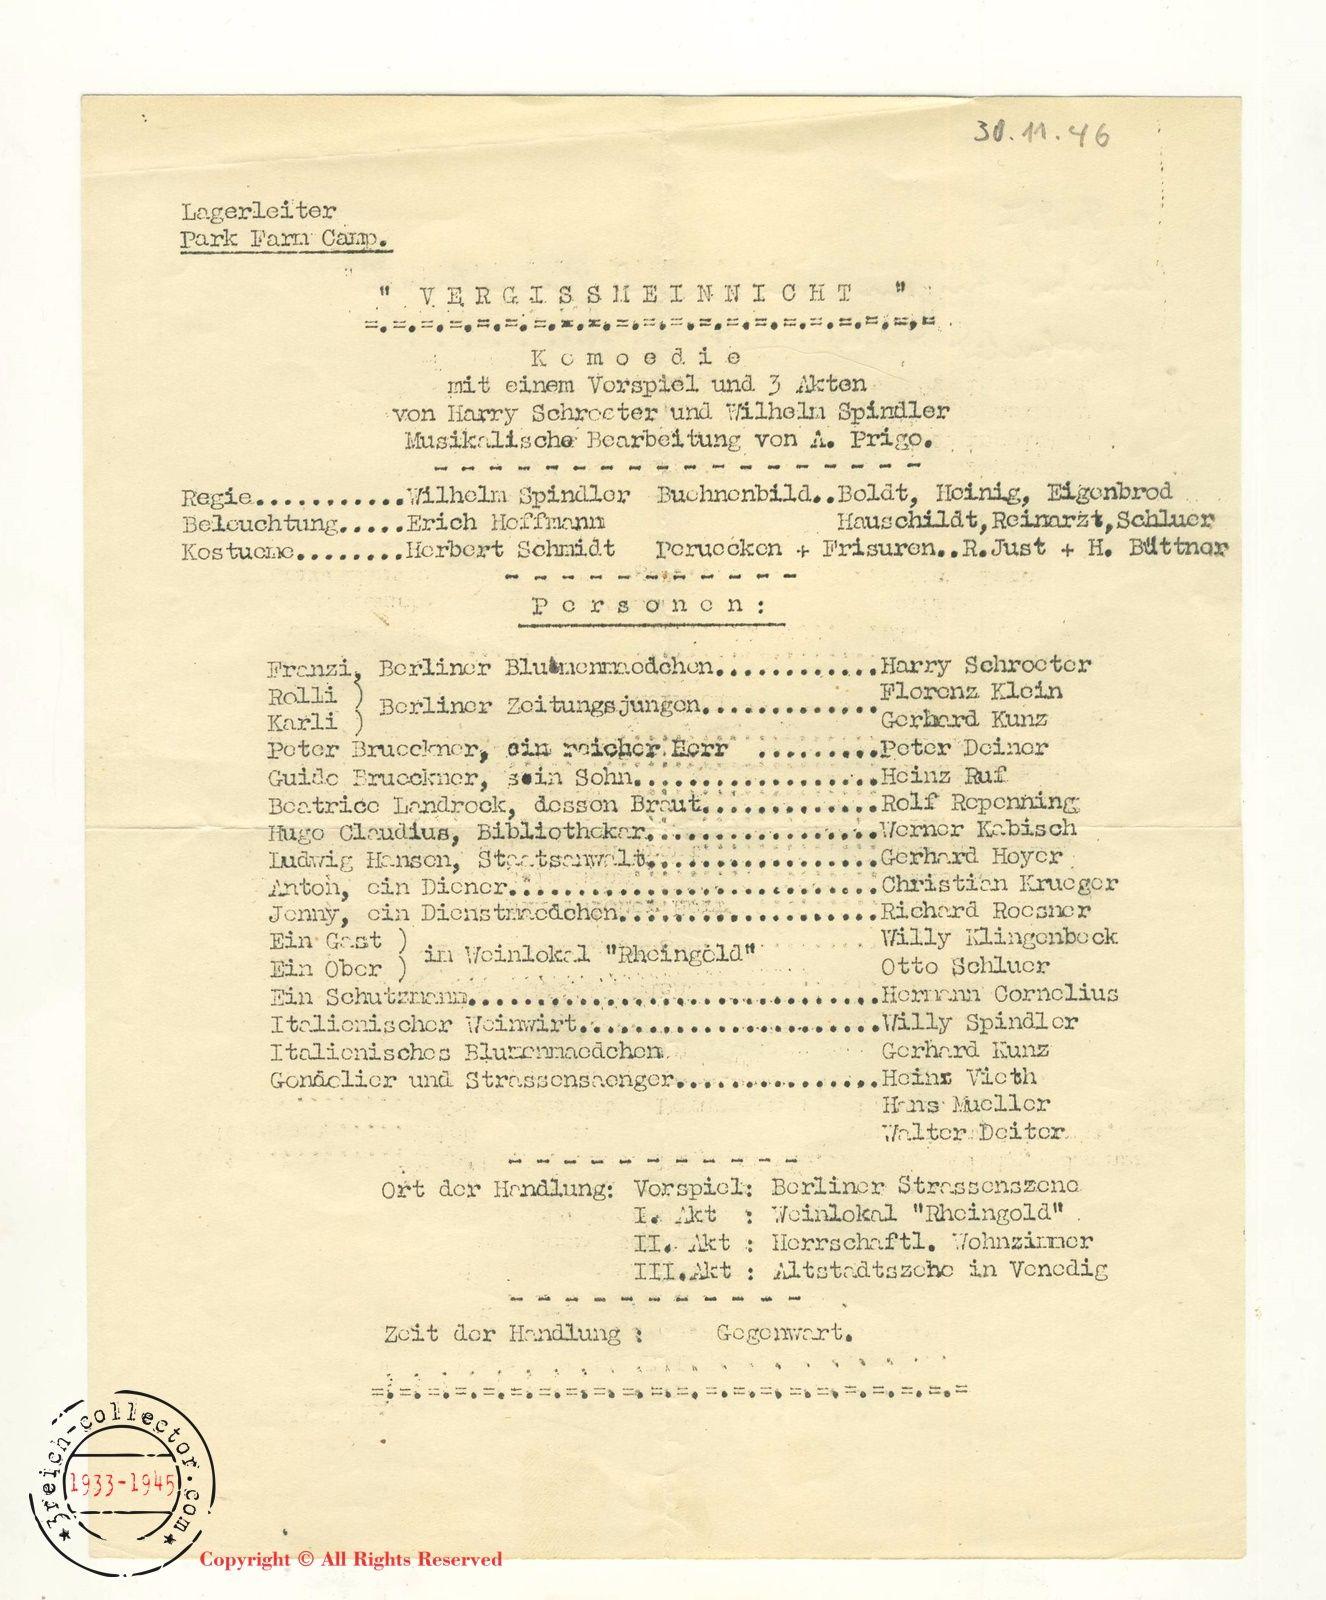 30.11.46
Lagerleiter
Park Farm Camp.
" V E R G I S S M E I N N I C H T "
=.=.=.=.=.=.=.=.=.=.=.=.=.=.=.=.=.=.=.=.=
K o m o e d i e
mit einem Vorspiel und 3 Akten
von Harry Schroeter und Wilhelm Spindler
Musikalische Bearbeitung von A. Prigo.
- - - - - - - - - - - - - - - - - -
Regie...........Wilhelm Spindler Buehnenbild..Boldt, Heinig, Eigenbrod
Beleuchtung.....Erich Hoffmann Hauschildt,Reinarzt,Schluer
Kostueme........Herbert Schmidt Peruecken + Frisuren..R.Just + H. Büttner
- - - - - - - - - - -
P e r s o n e n :
Franzi, Berliner Blumenmaedchen............Harry Schroeter
Rolli ) Berliner Zeitungsjungen.............Florenz Klein
Karli ) Gerhard Kunz
Peter Brueckner, ein reicher Herr .........Peter Deiner
Guido Brueckner, sein Sohn..................Heinz Ruf
Beatrice Landrock, dessen Braut.............Rolf Repenning
Hugo Claudius, Bibliothekar.................Werner Kabisch
Ludwig Hansen, Staatsanwalt.................Gerhard Hoyer
Anton, ein Diener...........................Christian Krueger
Jenny, ein Dienstmaedchen...................Richard Roesner
Ein Gast ) in Weinlokal "Rheingold" Willy Klingenbeck
Ein Ober ) Otto Schluer
Ein Schutzmann..............................Hermann Cornelius
Italienischer Weinwirt......................Willy Spindler
Italienisches Blumenmaedchen Gerhard Kunz
Gondelier und Strassensaenger...............Heinz Vieth
Hans Mueller
Walter Deiter
- - - - - - - - - - -
Ort der Handlung: Vorspiel: Berliner Strassenszene
I. Akt : Weinlokal "Rheingold"
II. Akt : Herrschaftl. Wohnzimmer
III.Akt : Altstadtszene in Venedig
- - - - - - - - - - -
Zeit der Handlung : Gegenwart.
=.=.=.=.=.=.=.=.=.=.=.=.=.=.=.=.=.=.=.=.=.=
3reich-collector.com
1933-1945
Copyright © All Rights Reserved